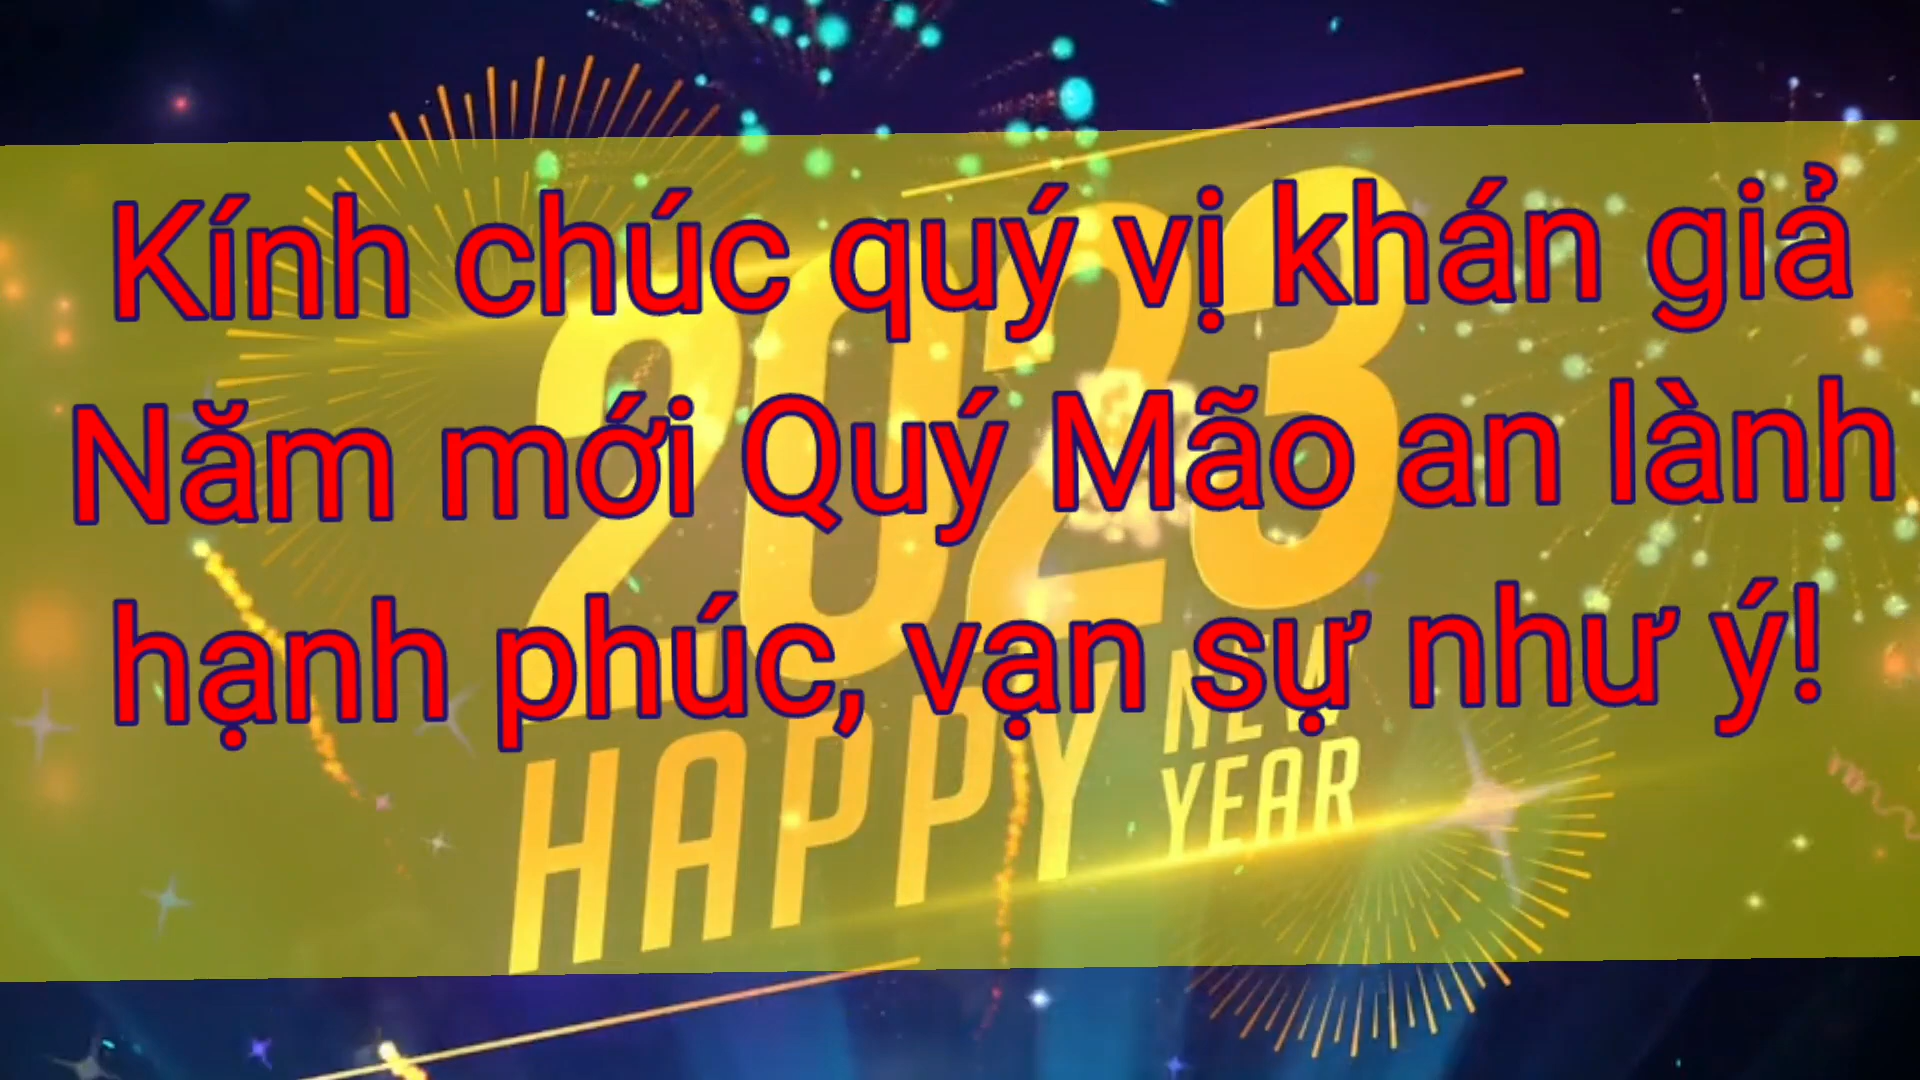 Kính chúc quý vị khán giả
Năm mới Quý Mão an lành
hạnh phúc, vạn sự như ý!
2023
HAPPY NEW
YEAR